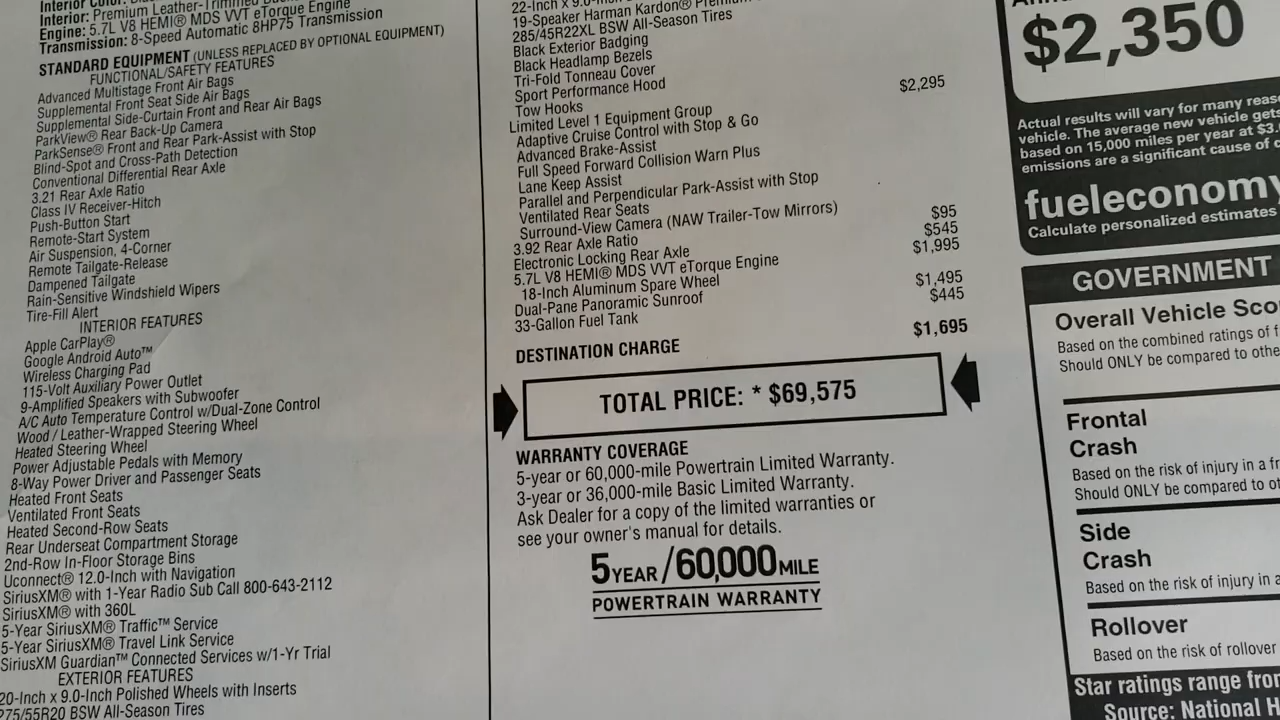 Interior: Premium Leather-Trimmed
Engine: 5.7L V8 HEMI® MDS VVT eTorque Engine
Transmission: 8-Speed Automatic 8HP75 Transmission
STANDARD EQUIPMENT (UNLESS REPLACED BY OPTIONAL EQUIPMENT)
FUNCTIONAL/SAFETY FEATURES
Advanced Multistage Front Air Bags
Supplemental Front Seat Side Air Bags
Supplemental Side-Curtain Front and Rear Air Bags
ParkView® Rear Back-Up Camera
ParkSense® Front and Rear Park-Assist with Stop
Blind-Spot and Cross-Path Detection
Conventional Differential Rear Axle
3.21 Rear Axle Ratio
Class IV Receiver-Hitch
Push-Button Start
Remote-Start System
Air Suspension, 4-Corner
Remote Tailgate-Release
Dampened Tailgate
Rain-Sensitive Windshield Wipers
Tire-Fill Alert
INTERIOR FEATURES
Apple CarPlay®
Google Android Auto™
Wireless Charging Pad
115-Volt Auxiliary Power Outlet
9-Amplified Speakers with Subwoofer
A/C Auto Temperature Control w/Dual-Zone Control
Wood / Leather-Wrapped Steering Wheel
Heated Steering Wheel
Power Adjustable Pedals with Memory
8-Way Power Driver and Passenger Seats
Heated Front Seats
Ventilated Front Seats
Heated Second-Row Seats
Rear Underseat Compartment Storage
2nd-Row In-Floor Storage Bins
Uconnect® 12.0-Inch with Navigation
SiriusXM® with 1-Year Radio Sub Call 800-643-2112
SiriusXM® with 360L
5-Year SiriusXM® Traffic™ Service
5-Year SiriusXM® Travel Link Service
SiriusXM Guardian™ Connected Services w/1-Yr Trial
EXTERIOR FEATURES
20-Inch x 9.0-Inch Polished Wheels with Inserts
275/55R20 BSW All-Season Tires
22-Inch x 9.0-Inch
19-Speaker Harman Kardon® Premium
285/45R22XL BSW All-Season Tires
Black Exterior Badging
Black Headlamp Bezels
Tri-Fold Tonneau Cover
Sport Performance Hood
Tow Hooks
Limited Level 1 Equipment Group $2,295
Adaptive Cruise Control with Stop & Go
Advanced Brake-Assist
Full Speed Forward Collision Warn Plus
Lane Keep Assist
Parallel and Perpendicular Park-Assist with Stop
Ventilated Rear Seats
Surround-View Camera (NAW Trailer-Tow Mirrors)
3.92 Rear Axle Ratio $95
Electronic Locking Rear Axle $545
5.7L V8 HEMI® MDS VVT eTorque Engine $1,995
18-Inch Aluminum Spare Wheel
Dual-Pane Panoramic Sunroof $1,495
33-Gallon Fuel Tank $445
DESTINATION CHARGE $1,695
TOTAL PRICE: * $69,575
WARRANTY COVERAGE
5-year or 60,000-mile Powertrain Limited Warranty.
3-year or 36,000-mile Basic Limited Warranty.
Ask Dealer for a copy of the limited warranties or
see your owner's manual for details.
5 YEAR / 60,000 MILE
POWERTRAIN WARRANTY
$2,350
Actual results will vary for many
vehicle. The average new vehicle gets
based on 15,000 miles per year at $3.
emissions are a significant cause of
fueleconomy
Calculate personalized estimates
GOVERNMENT
Overall Vehicle
Based on the combined ratings of
Should ONLY be compared to
Frontal
Crash
Based on the risk of injury in a
Should ONLY be compared to
Side
Crash
Based on the risk of injury in a
Rollover
Based on the risk of rollover
Star ratings range
Source: National